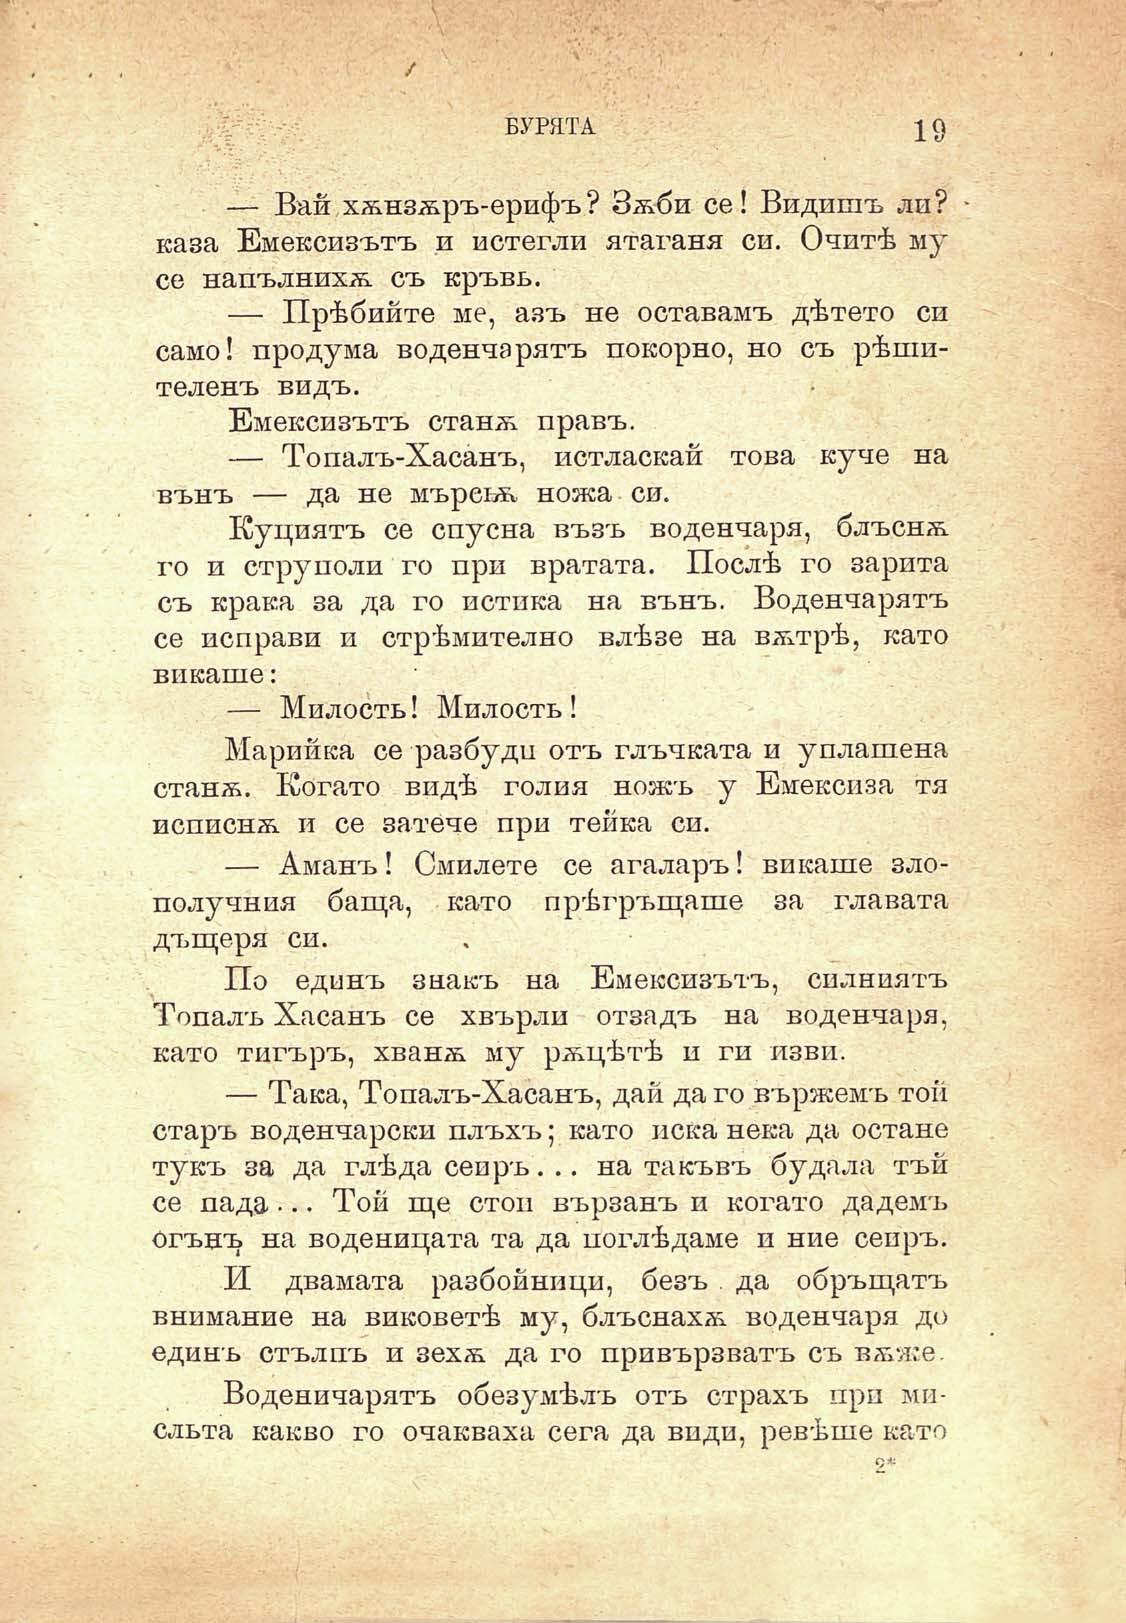 БУРЯТА 19
— Вай хѫнзѫръ-ерифъ? Зѫби се! Видишъ ли?
каза Емексизътъ и истегли ятаганя си. Очитѣ му
се напълнихѫ съ кръвь.
— Прѣбийте ме, азъ не оставамъ дѣтето си
само! продума воденчарятъ покорно, но съ рѣши-
теленъ видъ.
Емексизътъ станѫ правъ.
— Топалъ-Хасанъ, истласкай това куче на
вънъ — да не мърсьѫ ножа си.
Куциятъ се спусна възъ воденчаря, блъснѫ
го и струполи го при вратата. Послѣ го зарита
съ крака за да го истика на вънъ. Воденчарятъ
се исправи и стрѣмително влѣзе на вѫтрѣ, като
викаше:
— Милость! Милость!
Марийка се разбуди отъ глъчката и уплашена
станѫ. Когато видѣ голия ножъ у Емексиза тя
исписнѫ и се затече при тейка си.
— Аманъ! Смилете се агаларъ! викаше зло-
получния баща, като прѣгръщаше за главата
дъщеря си.
По единъ знакъ на Емексизътъ, силниятъ
Топалъ Хасанъ се хвърли отзадъ на воденчаря,
като тигъръ, хванѫ му рѫцѣтѣ и ги изви.
— Така, Топалъ-Хасанъ, дай да го вържемъ той
старъ воденчарски плъхъ; като иска нека да остане
тукъ за да глѣда сеиръ... на такъвъ будала тъй
се пада... Той ще стои вързанъ и когато дадемъ
огънъ на воденицата та да поглѣдаме и ние сеиръ.
И двамата разбойници, безъ да обръщатъ
внимание на виковетѣ му, блъснахѫ воденчаря до
единъ стълпъ и зехѫ да го привързватъ съ вѫже.
Воденичарятъ обезумѣлъ отъ страхъ при ми-
сльта какво го очакваха сега да види, ревѣше като
2*